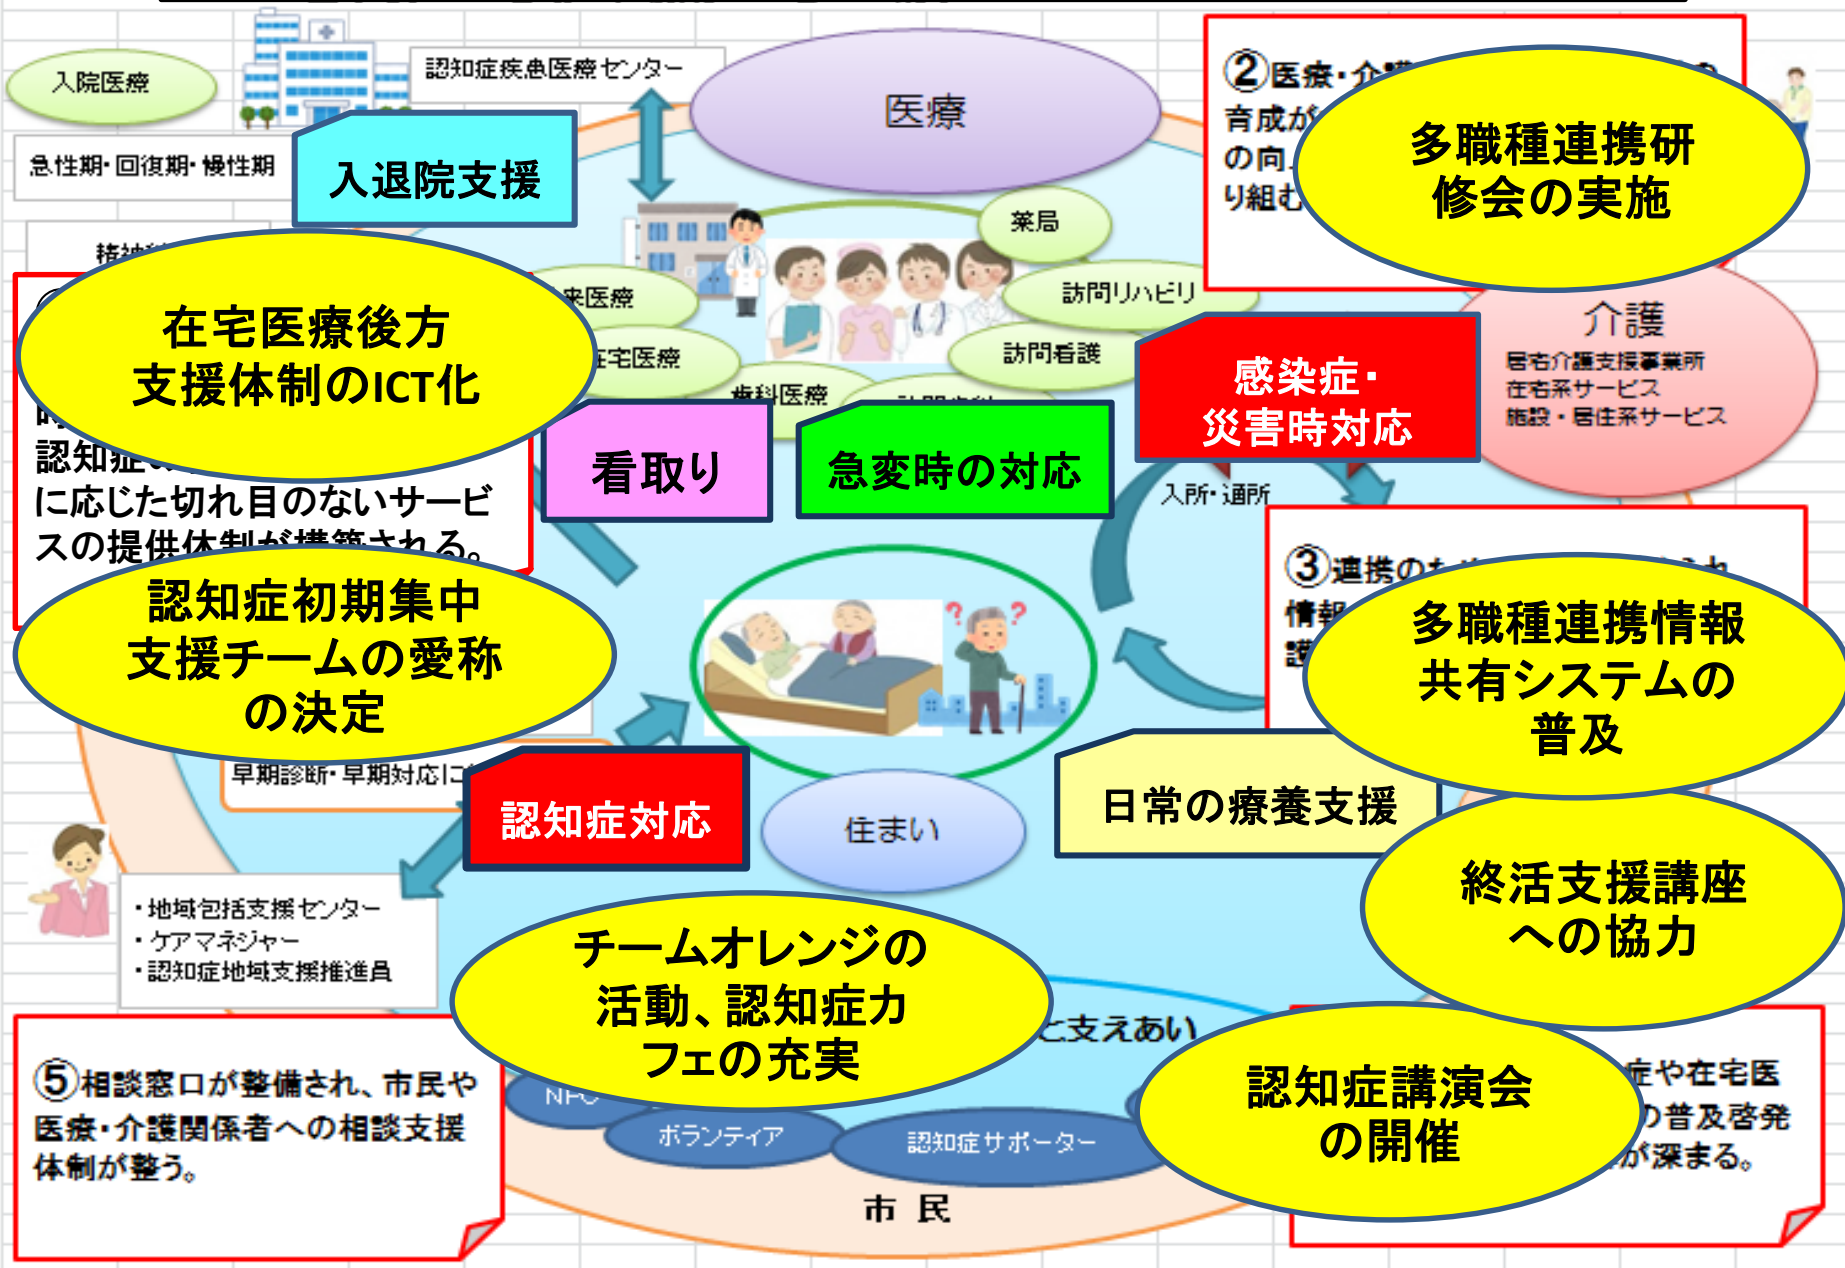 入院医療
認知症疾患医療センター
急性期・回復期・慢性期
入退院支援
医療
②医療・介
育成が
の向
り組む
多職種連携研
修会の実施
薬局
来医療
訪問リハビリ
在宅医療
訪問看護
歯科医療
在宅医療後方
支援体制のICT化
介護
居宅介護支援事業所
在宅系サービス
施設・居住系サービス
感染症・
災害時対応
看取り
急変時の対応
入所・通所
認知症
に応じた切れ目のないサービ
スの提供体制が構築される。
認知症初期集中
支援チームの愛称
の決定
③連携の
情報
護
多職種連携情報
共有システムの
普及
早期診断・早期対応に
認知症対応
住まい
日常の療養支援
終活支援講座
への協力
・地域包括支援センター
・ケアマネジャー
・認知症地域支援推進員
チームオレンジの
活動、認知症カ
フェの充実
と支えあい
⑤相談窓口が整備され、市民や
医療・介護関係者への相談支援
体制が整う。
NPO
ボランティア
認知症サポーター
認知症講演会
の開催
症や在宅医
の普及啓発
が深まる。
市民